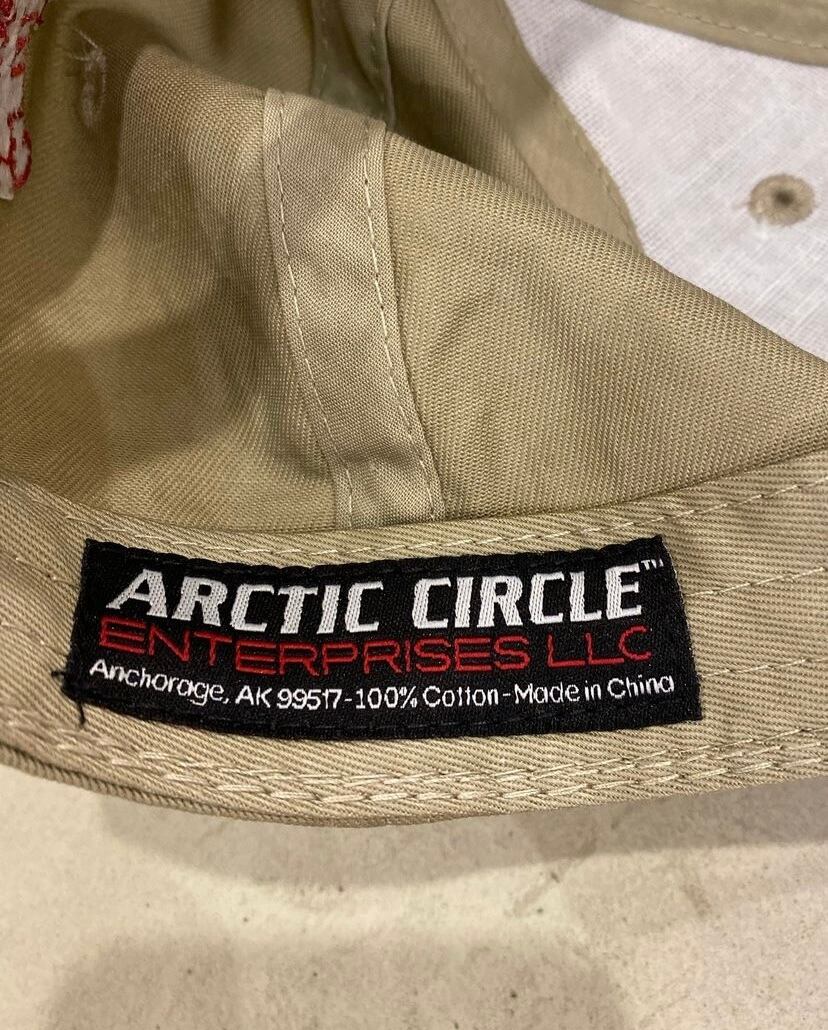 ARCTIC CIRCLE™
ENTERPRISES LLC
Anchorage, AK 99517-100% Cotton-Made in China